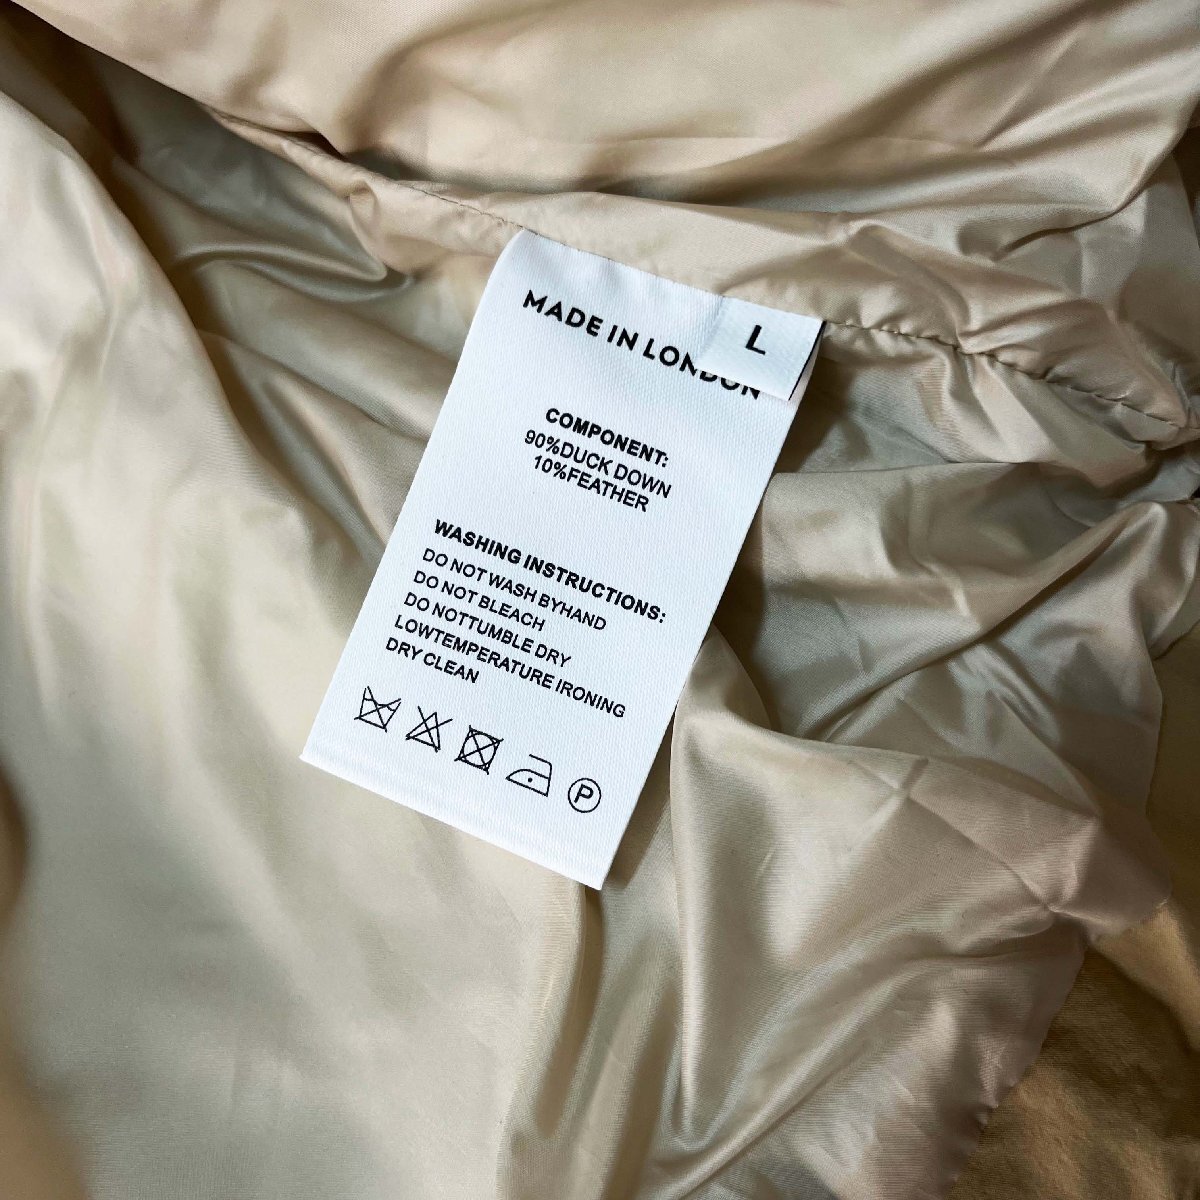 MADE IN LONDON
L
COMPONENT:
90%DUCK DOWN
10%FEATHER
WASHING INSTRUCTIONS:
DO NOT WASH BYHAND
DO NOT BLEACH
DO NOTTUMBLE DRY
LOWTEMPERATURE IRONING
DRY CLEAN
P